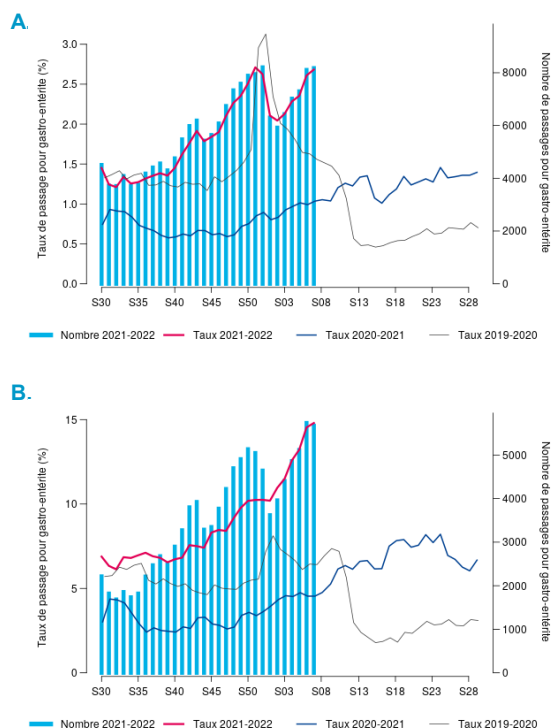 A.
Taux de passage pour gastro-entérite (%)
3.0
2.5
2.0
1.5
1.0
0.5
0.0
8000
6000
4000
2000
0
Nombre de passages pour gastro-entérite
S30 S35 S40 S45 S50 S03 S08 S13 S18 S23 S28
Nombre 2021-2022 Taux 2021-2022 Taux 2020-2021 Taux 2019-2020
B.
Taux de passage pour gastro-entérite (%)
15
10
5
0
5000
4000
3000
2000
1000
0
Nombre de passages pour gastro-entérite
S30 S35 S40 S45 S50 S03 S08 S13 S18 S23 S28
Nombre 2021-2022 Taux 2021-2022 Taux 2020-2021 Taux 2019-2020